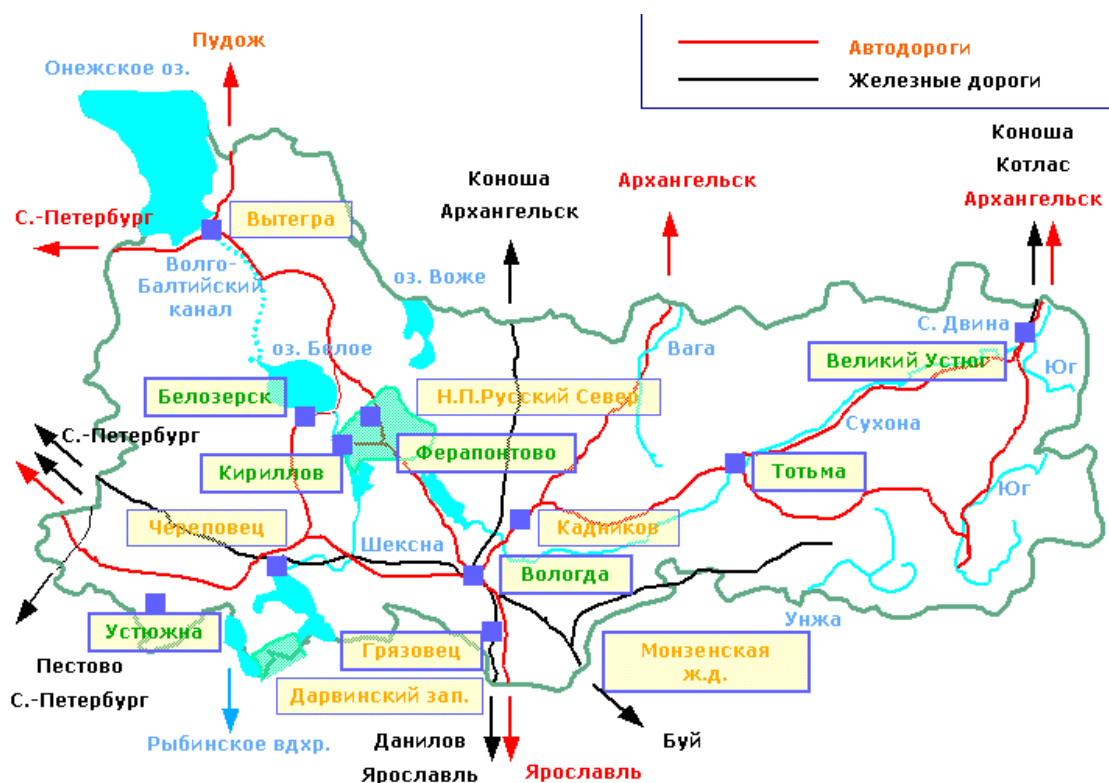 Пудож
Онежское оз.
Автодороги
Железные дороги
Коноша
Котлас
Архангельск
Коноша
Архангельск
Архангельск
С.-Петербург
Вытегра
Волго-
Балтийский
канал
оз. Воже
оз. Белое
Вага
С. Двина
Великий Устюг
Юг
Белозерск
Н.П.Русский Север
Сухона
С.-Петербург
Кириллов
Ферапонтово
Тотьма
Юг
Череповец
Шексна
Кадников
Вологда
Унжа
Устюжна
Грязовец
Монзенская
ж.д.
Пестово
С.-Петербург
Дарвинский зап.
Рыбинское вдхр.
Данилов
Ярославль
Ярославль
Буй